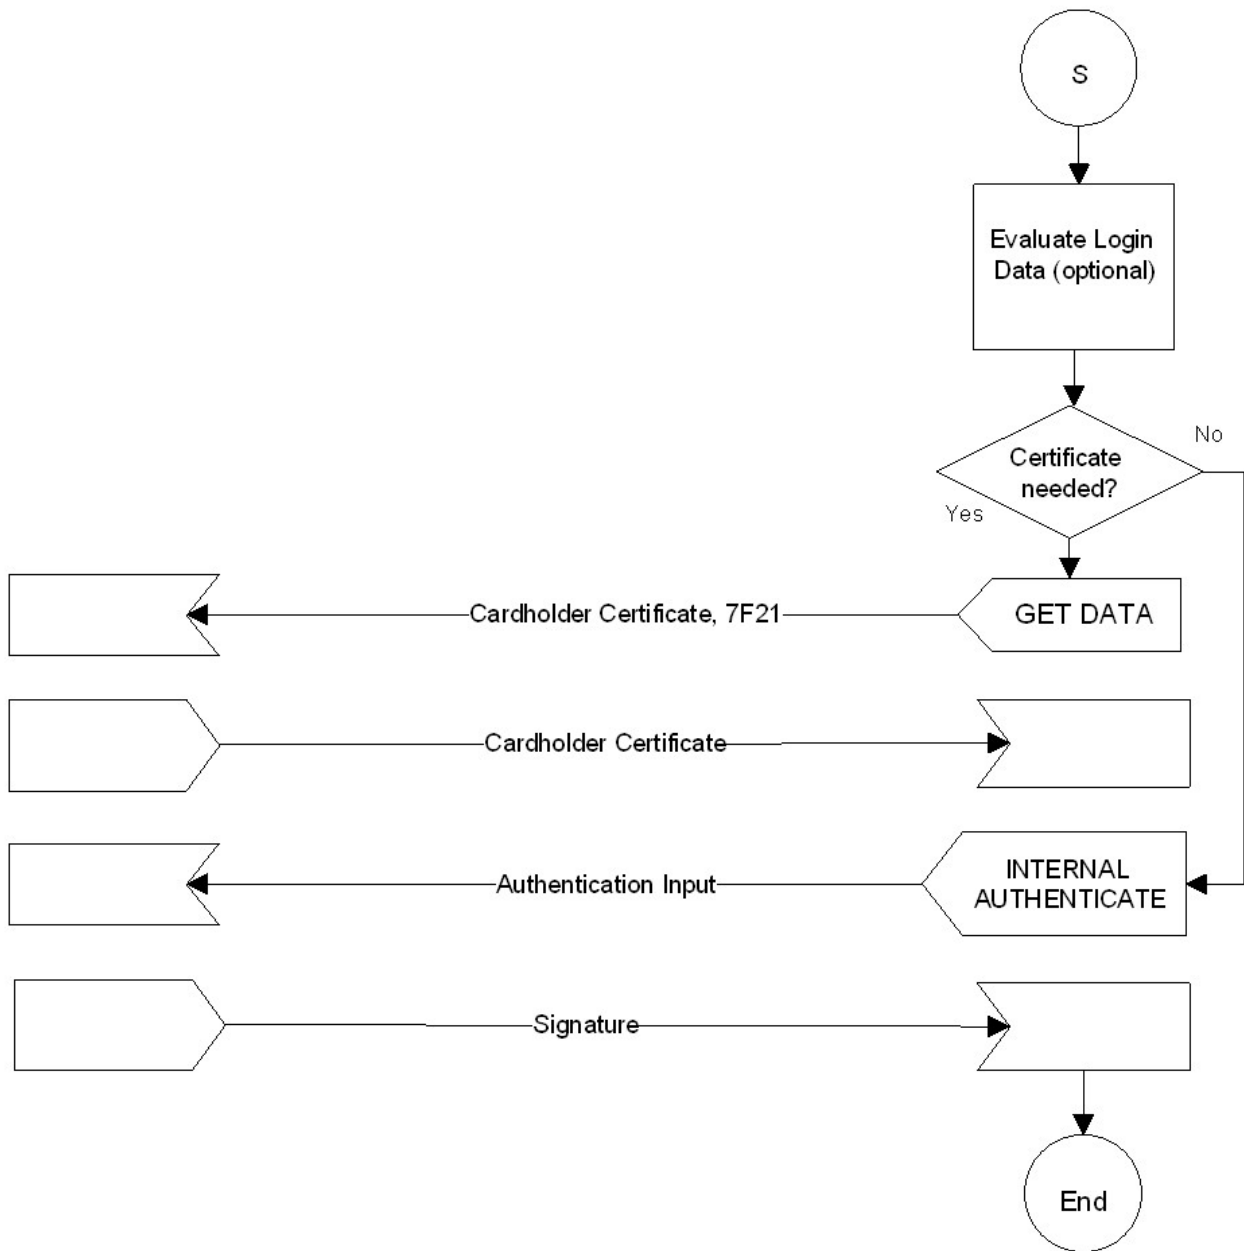 S
Evaluate Login
Data (optional)
No
Certificate
needed?
Yes
Cardholder Certificate, 7F21
GET DATA
Cardholder Certificate
Authentication Input
INTERNAL
AUTHENTICATE
Signature
End